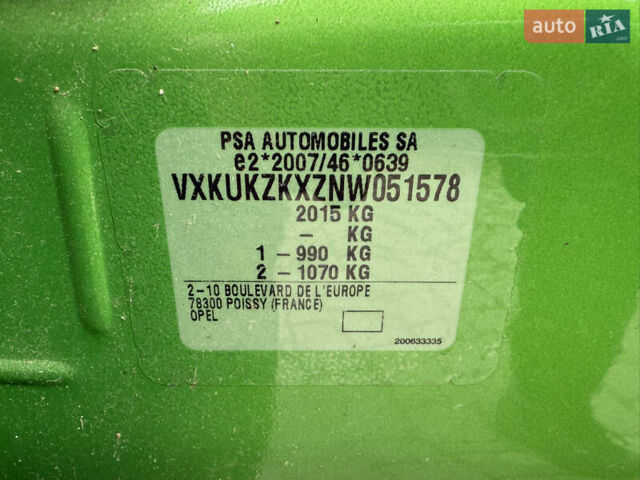 auto RIA.com
PSA AUTOMOBILES SA
e2*2007/46*0639
VXKUKZKXZNW051578
2015 KG
- KG
1 - 990 KG
2 - 1070 KG
2-10 BOULEVARD DE L'EUROPE
78300 POISSY (FRANCE)
OPEL
200633335